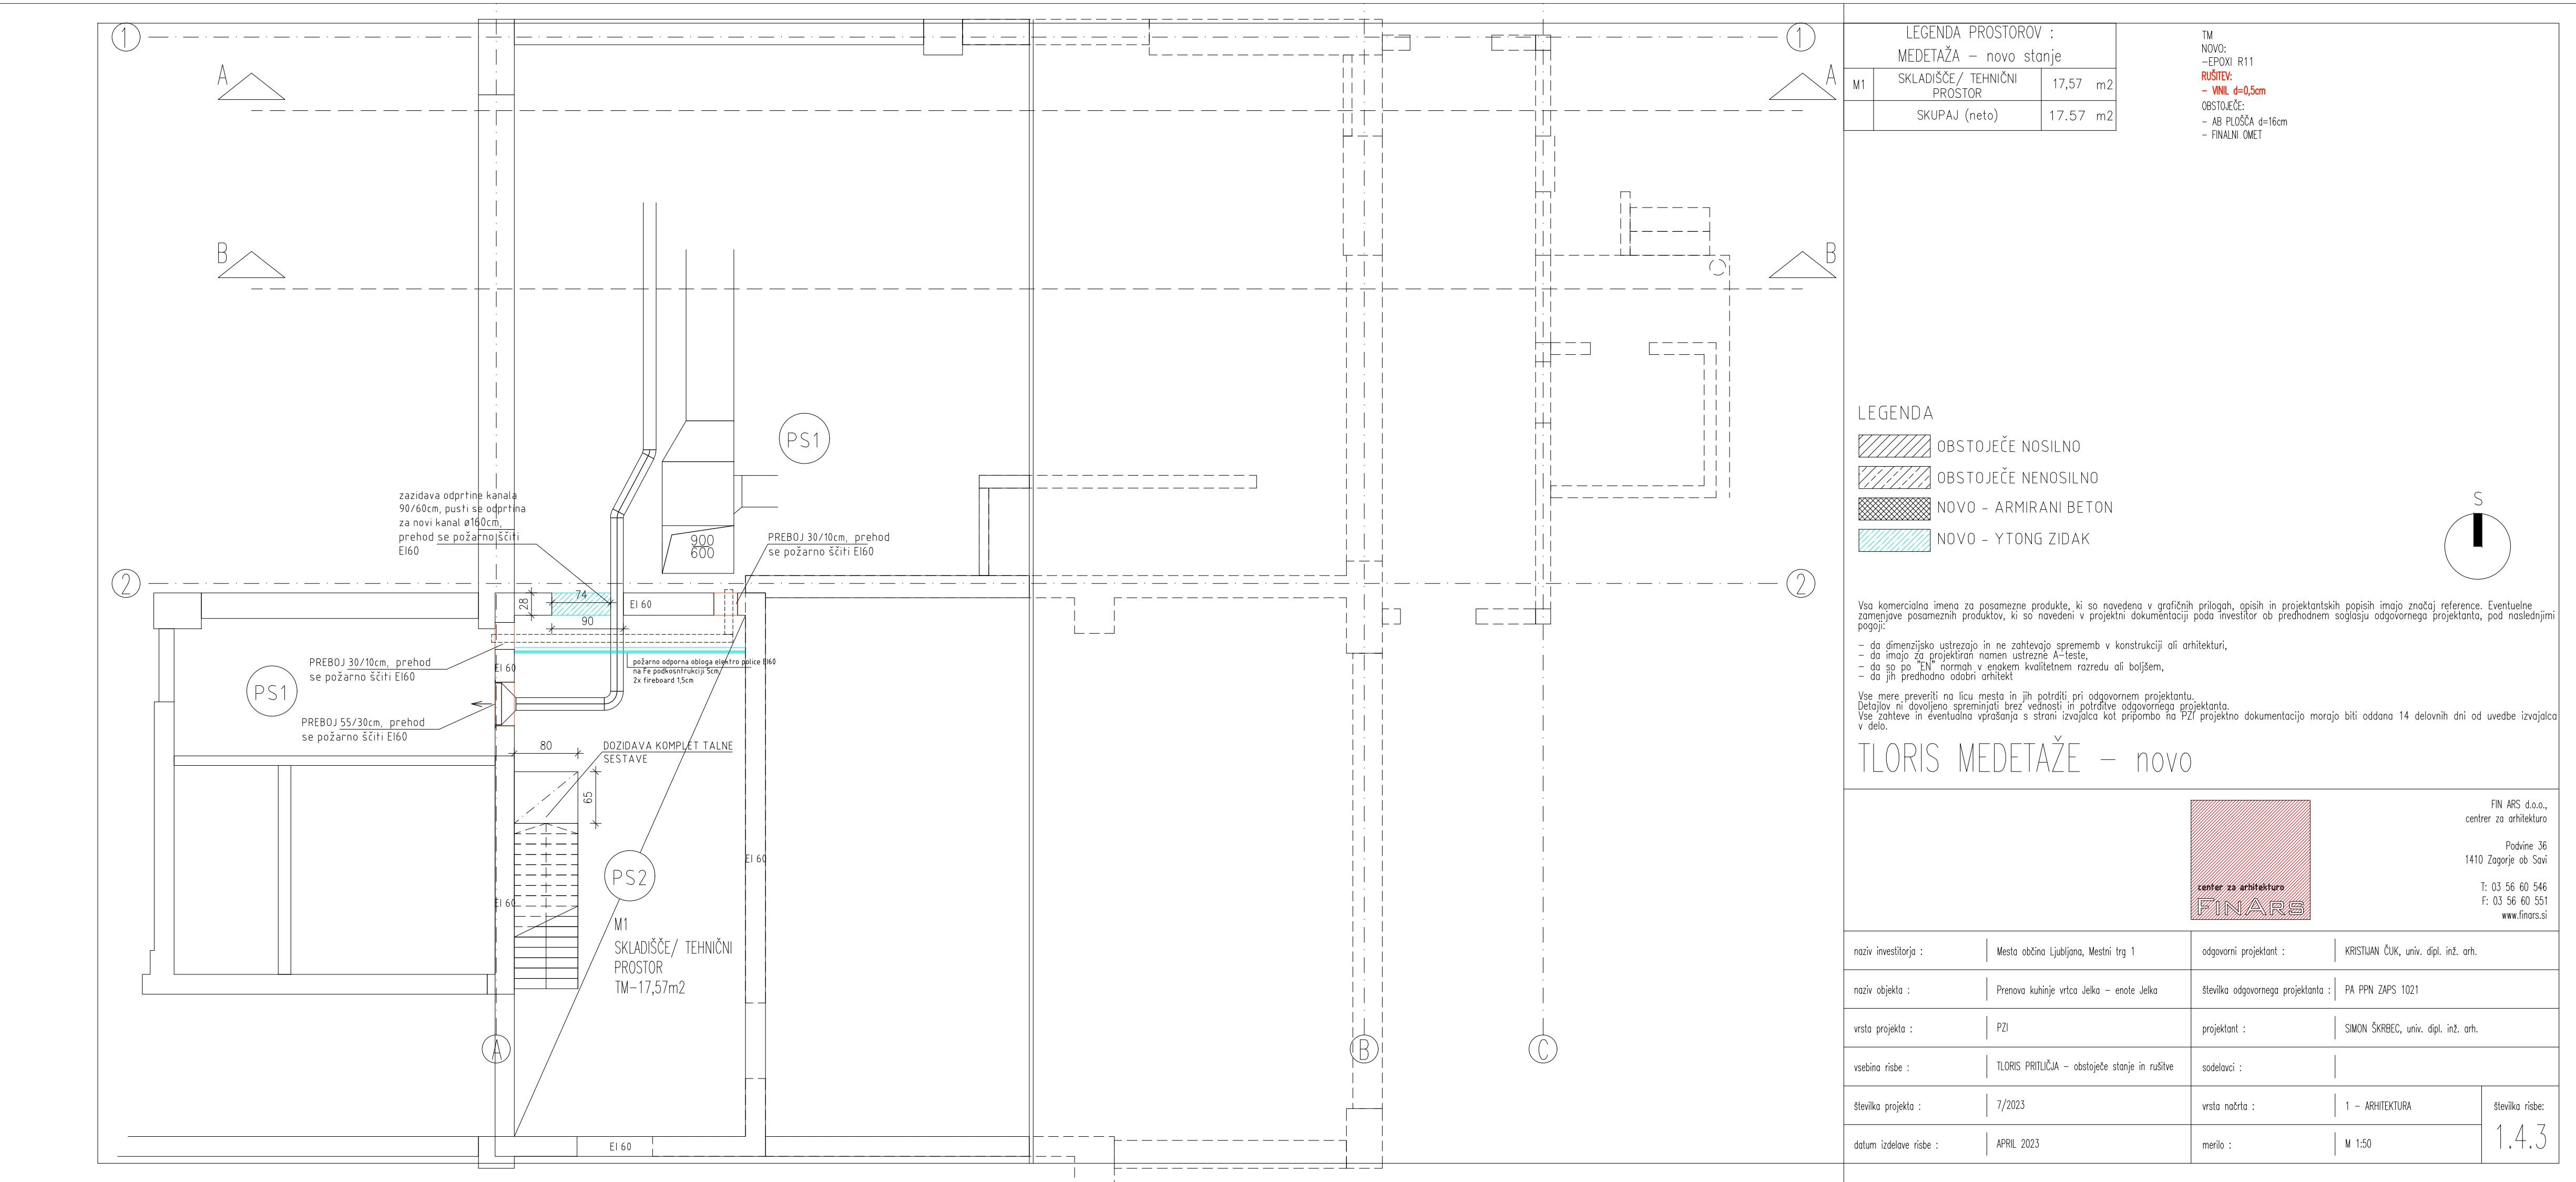 1
1
A
A
B
B
2
2
A
B
C
PS1
900
600
zazidava odprtine kanala
90/60cm, pusti se odprtina
za novi kanal ø160cm,
prehod se požarno ščiti
EI60
PREBOJ 30/10cm, prehod
se požarno ščiti EI60
28
74
EI 60
90
PREBOJ 30/10cm, prehod
se požarno ščiti EI60
EI 60
požarno odporna obloga elektro police EI60
na Fe podkosntrukciji 5cm,
2x fireboard 1,5cm
PS1
PREBOJ 55/30cm, prehod
se požarno ščiti EI60
80
DOZIDAVA KOMPLET TALNE
SESTAVE
65
EI 60
PS2
EI 60
M1
SKLADIŠČE/ TEHNIČNI
PROSTOR
TM-17,57m2
EI 60
LEGENDA PROSTOROV :
MEDETAŽA - novo stanje
M1 SKLADIŠČE/ TEHNIČNI PROSTOR 17,57 m2
SKUPAJ (neto) 17.57 m2
TM
NOVO:
-EPOXI R11
RUŠITEV:
- VINIL d=0,5cm
OBSTOJEČE:
- AB PLOŠČA d=16cm
- FINALNI OMET
LEGENDA
OBSTOJEČE NOSILNO
OBSTOJEČE NENOSILNO
NOVO - ARMIRANI BETON
NOVO - YTONG ZIDAK
S
Vsa komercialna imena za posamezne produkte, ki so navedena v grafičnih prilogah, opisih in projektantskih popisih imajo značaj reference. Eventuelne
zamenjave posameznih produktov, ki so navedeni v projektni dokumentaciji poda investitor ob predhodnem soglasju odgovornega projektanta, pod naslednjimi
pogoji:
- da dimenzijsko ustrezajo in ne zahtevajo sprememb v konstrukciji ali arhitekturi,
- da imajo za projektiran namen ustrezne A-teste,
- da so po "EN" normah v enakem kvalitetnem razredu ali boljšem,
- da jih predhodno odobri arhitekt
Vse mere preveriti na licu mesta in jih potrditi pri odgovornem projektantu.
Detajlov ni dovoljeno spreminjati brez vednosti in potrditve odgovornega projektanta.
Vse zahteve in eventualna vprašanja s strani izvajalca kot pripombo na PZI projektno dokumentacijo morajo biti oddana 14 delovnih dni od uvedbe izvajalca
v delo.
TLORIS MEDETAŽE - novo
center za arhitekturo
FINARS
FIN ARS d.o.o.,
centrer za arhitekturo
Podvine 36
1410 Zagorje ob Savi
T: 03 56 60 546
F: 03 56 60 551
www.finars.si
naziv investitorja : Mesta občina Ljubljana, Mestni trg 1
odgovorni projektant : KRISTIJAN ČUK, univ. dipl. inž. arh.
naziv objekta : Prenova kuhinje vrtca Jelka - enote Jelka
številka odgovornega projektanta : PA PPN ZAPS 1021
vrsta projekta : PZI
projektant : SIMON ŠKRBEC, univ. dipl. inž. arh.
vsebina risbe : TLORIS PRITLIČJA - obstoječe stanje in rušitve
sodelavci :
številka projekta : 7/2023
vrsta načrta : 1 - ARHITEKTURA
številka risbe:
datum izdelave risbe : APRIL 2023
merilo : M 1:50
1.4.3